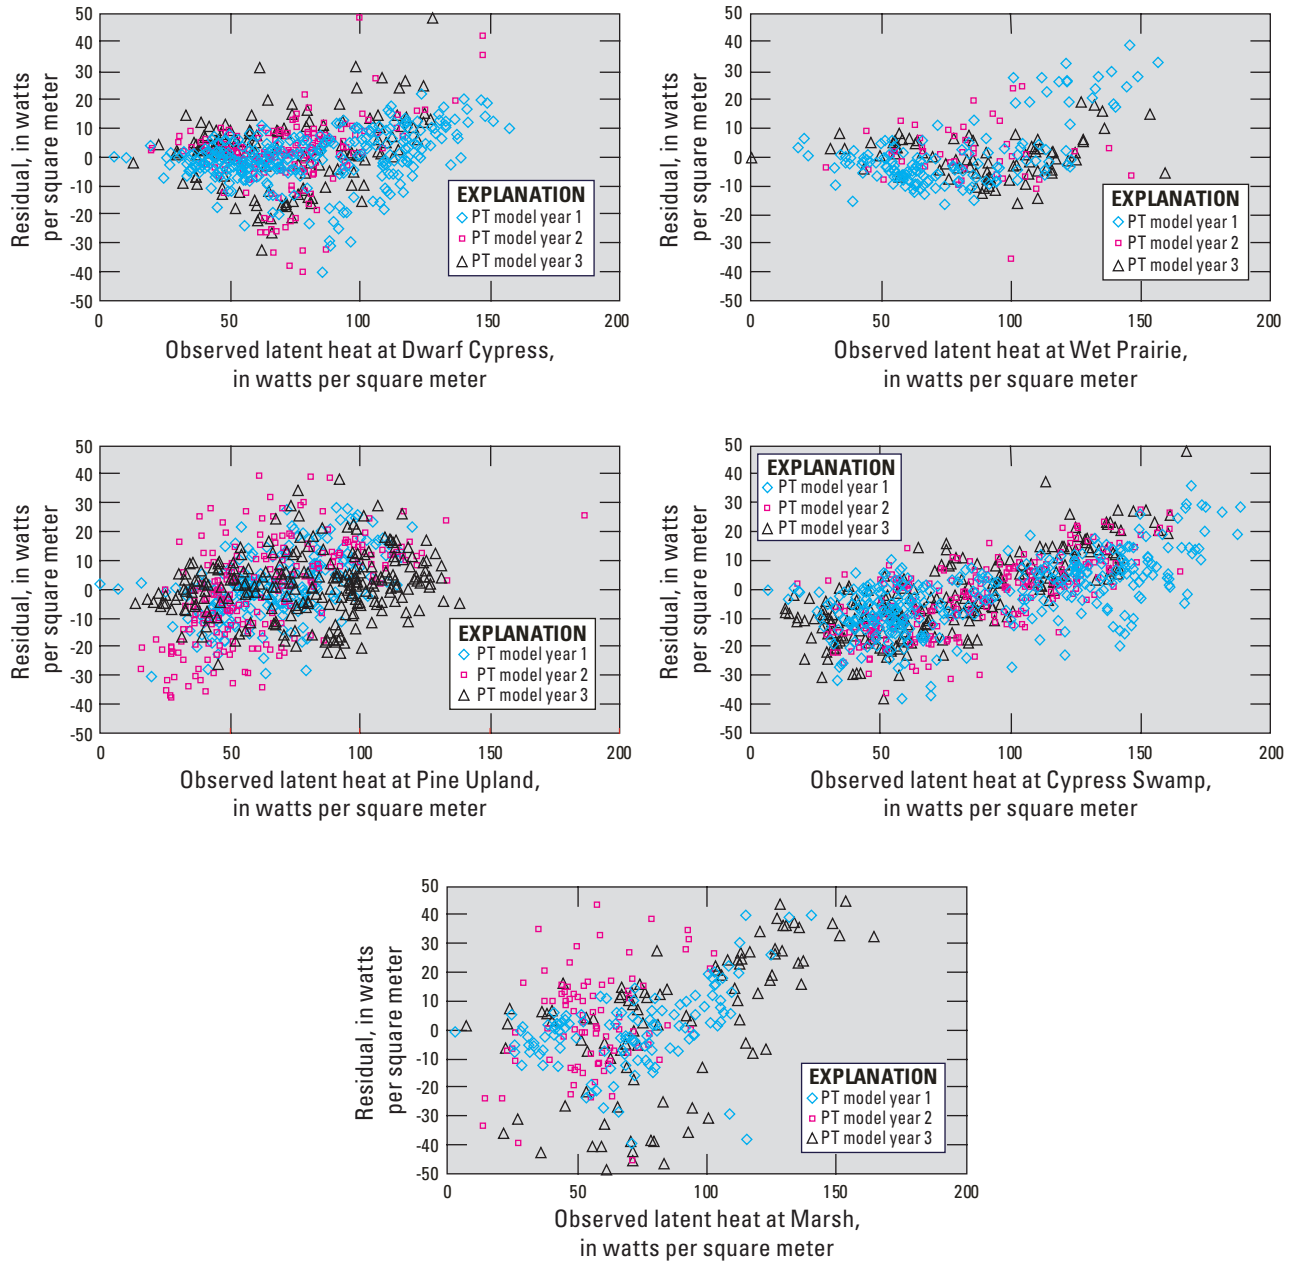 Residual, in watts
per square meter
50
40
30
20
10
0
-10
-20
-30
-40
-50
0
50
100
150
200
EXPLANATION
PT model year 1
PT model year 2
PT model year 3
Observed latent heat at Dwarf Cypress,
in watts per square meter
Residual, in watts
per square meter
50
40
30
20
10
0
-10
-20
-30
-40
-50
0
50
100
150
200
EXPLANATION
PT model year 1
PT model year 2
PT model year 3
Observed latent heat at Wet Prairie,
in watts per square meter
Residual, in watts
per square meter
50
40
30
20
10
0
-10
-20
-30
-40
-50
0
50
100
150
200
EXPLANATION
PT model year 1
PT model year 2
PT model year 3
Observed latent heat at Pine Upland,
in watts per square meter
Residual, in watts
per square meter
50
40
30
20
10
0
-10
-20
-30
-40
-50
0
50
100
150
200
EXPLANATION
PT model year 1
PT model year 2
PT model year 3
Observed latent heat at Cypress Swamp,
in watts per square meter
Residual, in watts
per square meter
50
40
30
20
10
0
-10
-20
-30
-40
-50
0
50
100
150
200
EXPLANATION
PT model year 1
PT model year 2
PT model year 3
Observed latent heat at Marsh,
in watts per square meter